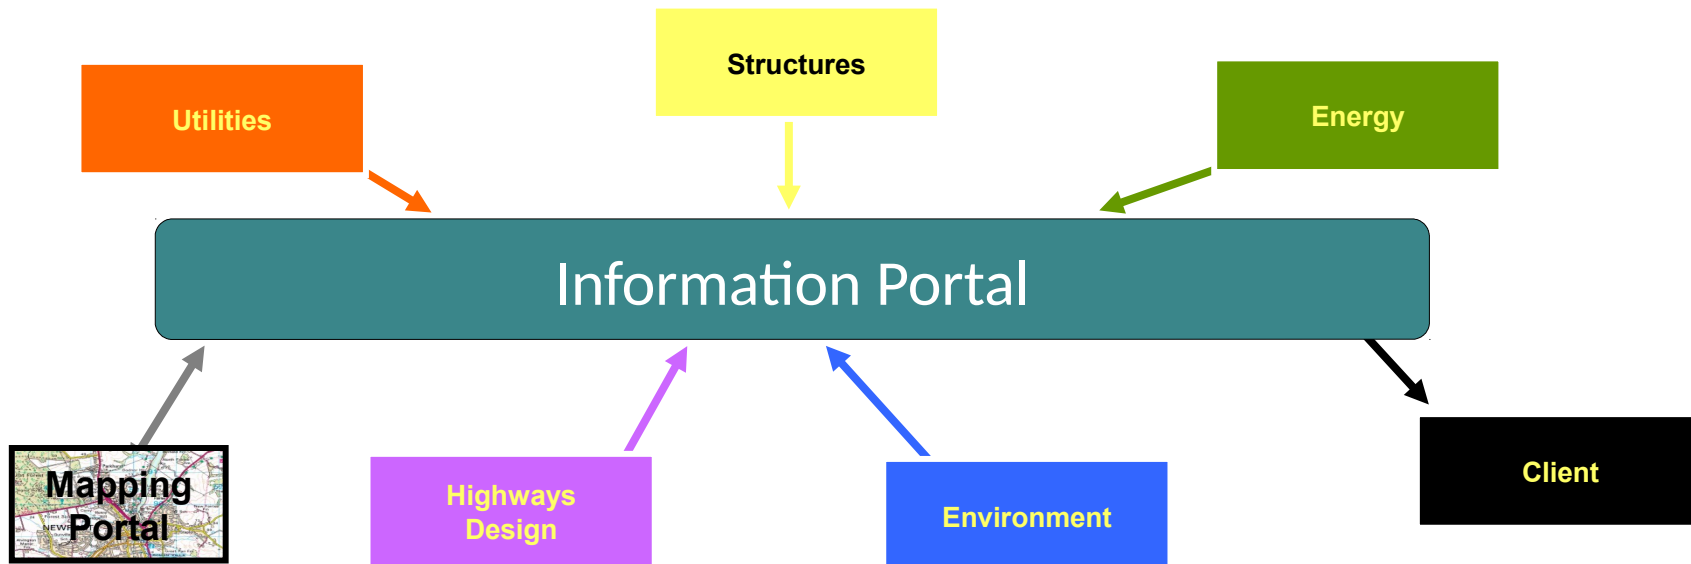 Structures
Utilities
Energy
Information Portal
Mapping
Portal
Highways
Design
Environment
Client